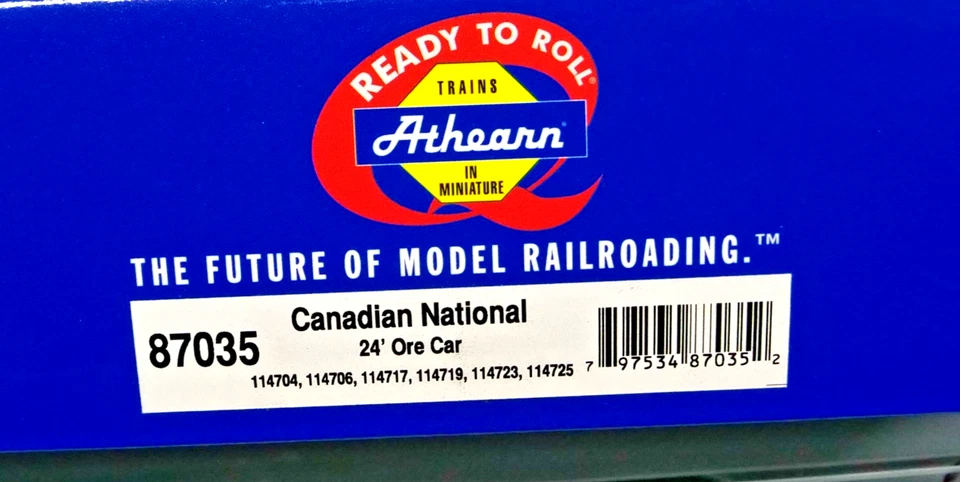 READY TO ROLL®
TRAINS
Athearn®
IN
MINIATURE
THE FUTURE OF MODEL RAILROADING.™
87035
Canadian National
24' Ore Car
114704, 114706, 114717, 114719, 114723, 114725
7 97534 87035 2